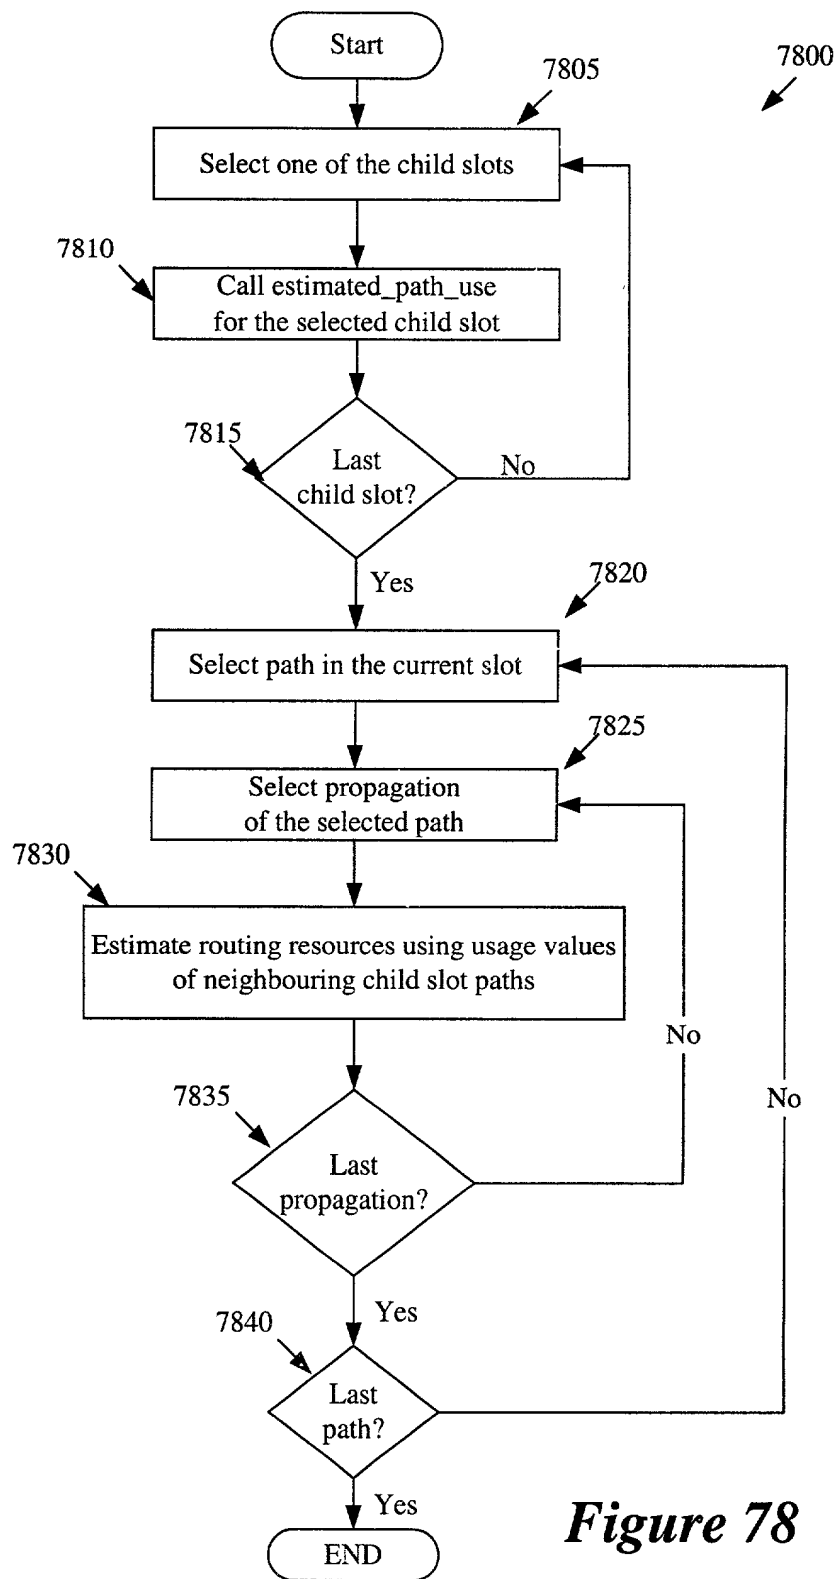 Start
7800
7805
Select one of the child slots
7810
Call estimated_path_use
for the selected child slot
7815
Last
child slot?
No
Yes
7820
Select path in the current slot
7825
Select propagation
of the selected path
7830
Estimate routing resources using usage values
of neighbouring child slot paths
No
7835
No
Last
propagation?
Yes
7840
Last
path?
Yes
END
Figure 78